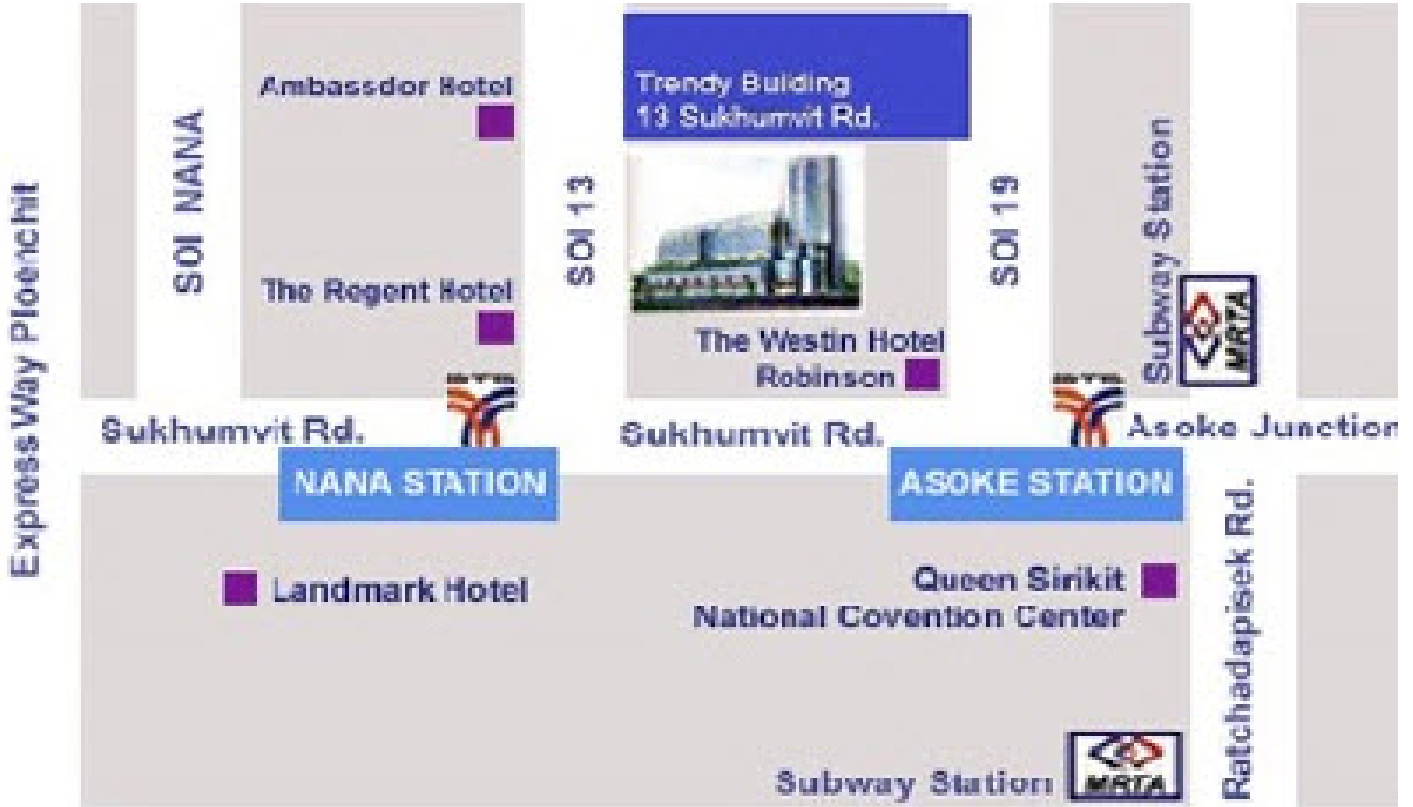 Ambassdor Hotel
Trendy Building
13 Sukhumvit Rd.
SOI NANA
SOI 13
SOI 19
Subway Station
MRTA
Express Way Ploenchit
The Regent Hotel
The Westin Hotel
Robinson
BTS
BTS
Sukhumvit Rd.
Sukhumvit Rd.
Asoke Junction
NANA STATION
ASOKE STATION
Landmark Hotel
Queen Sirikit
National Covention Center
Ratchadapisek Rd.
Subway Station
MRTA